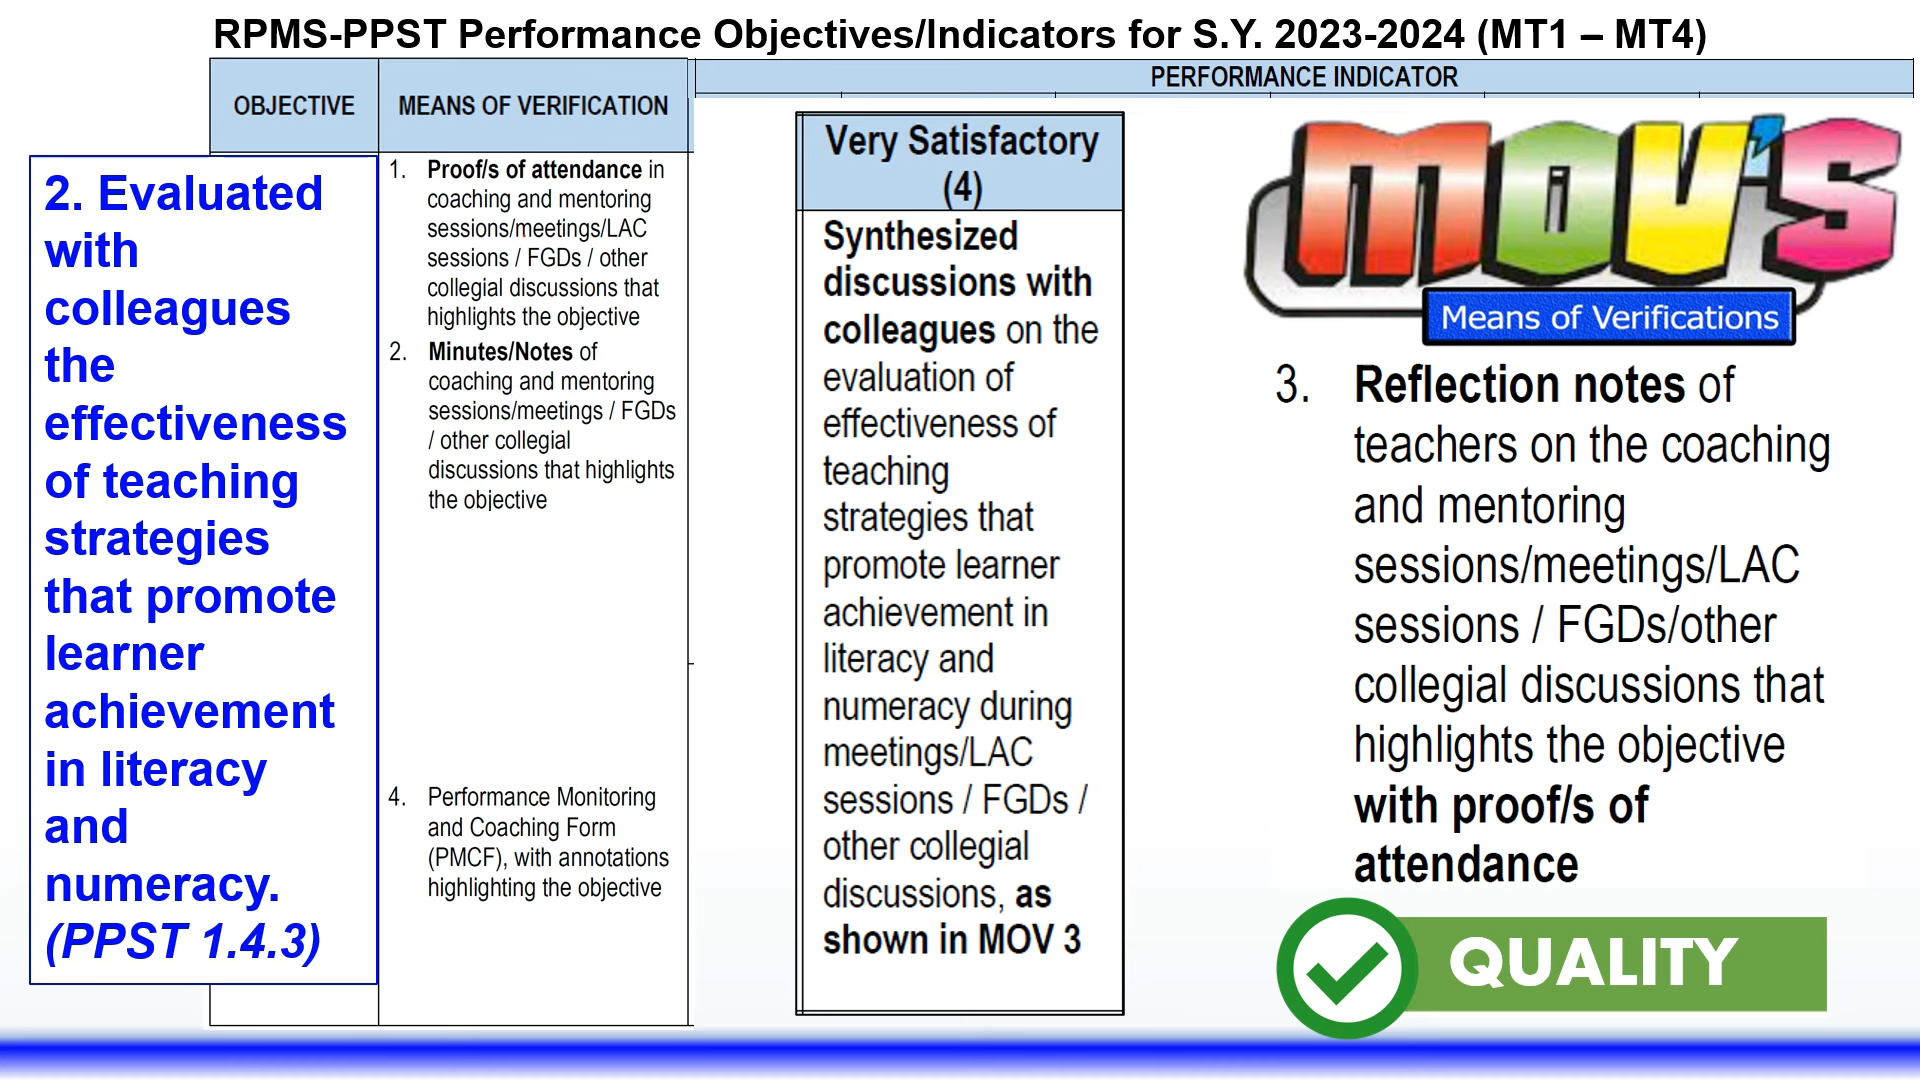 RPMS-PPST Performance Objectives/Indicators for S.Y. 2023-2024 (MT1 – MT4)
OBJECTIVE
MEANS OF VERIFICATION
PERFORMANCE INDICATOR
2. Evaluated
with
colleagues
the
effectiveness
of teaching
strategies
that promote
learner
achievement
in literacy
and
numeracy.
(PPST 1.4.3)
1. Proof/s of attendance in
coaching and mentoring
sessions/meetings/LAC
sessions / FGDs / other
collegial discussions that
highlights the objective
2. Minutes/Notes of
coaching and mentoring
sessions/meetings / FGDs
/ other collegial
discussions that highlights
the objective
4. Performance Monitoring
and Coaching Form
(PMCF), with annotations
highlighting the objective
Very Satisfactory
(4)
Synthesized
discussions with
colleagues on the
evaluation of
effectiveness of
teaching
strategies that
promote learner
achievement in
literacy and
numeracy during
meetings/LAC
sessions / FGDs /
other collegial
discussions, as
shown in MOV 3
MOV'S
Means of Verifications
3. Reflection notes of
teachers on the coaching
and mentoring
sessions/meetings/LAC
sessions / FGDs/other
collegial discussions that
highlights the objective
with proof/s of
attendance
QUALITY